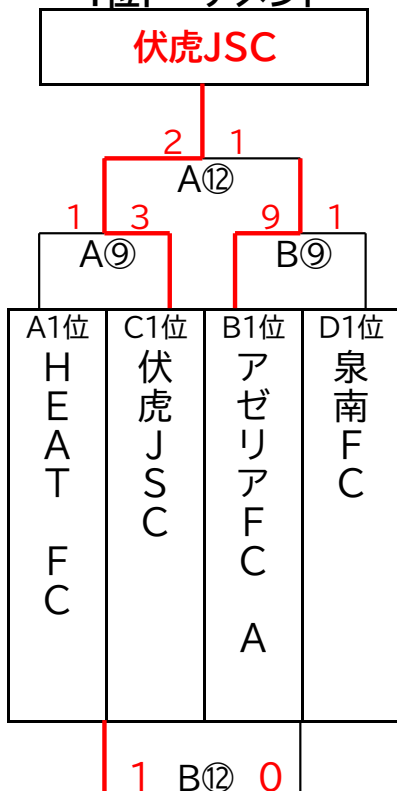 伏虎JSC
2 1
A⑫
1 3 9 1
A⑨ B⑨
A1位 C1位 B1位 D1位
HEAT FC
伏虎JSC
アゼリアFC A
泉南FC
1 B⑫ 0